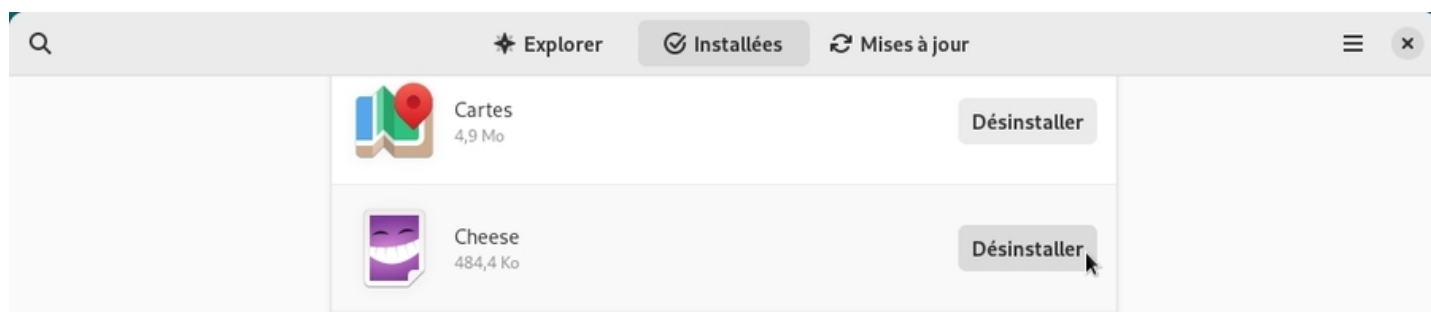 Explorer Installées Mises à jour
Cartes
4,9 Mo
Désinstaller
Cheese
484,4 Ko
Désinstaller